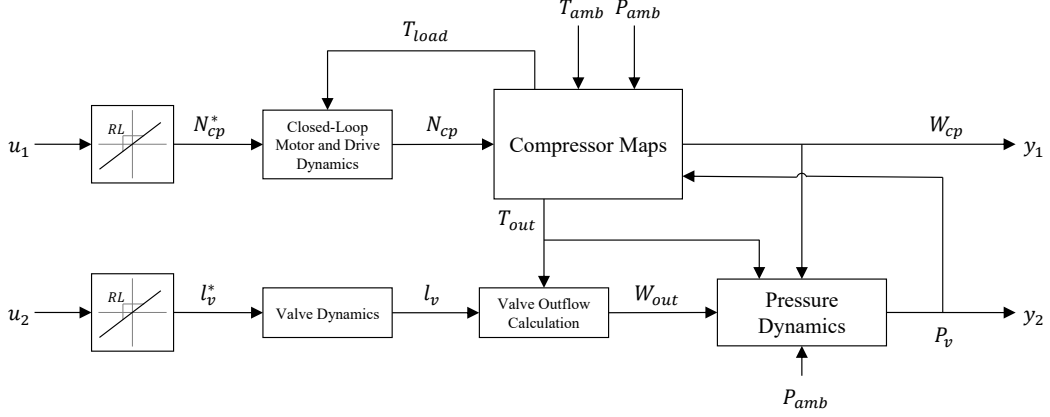 T_amb P_amb
T_load
RL
N*_cp
N_cp
W_cp
u_1
Closed-Loop
Motor and Drive
Dynamics
Compressor Maps
y_1
T_out
RL
l*_v
l_v
W_out
u_2
Valve Dynamics
Valve Outflow
Calculation
Pressure
Dynamics
y_2
P_v
P_amb